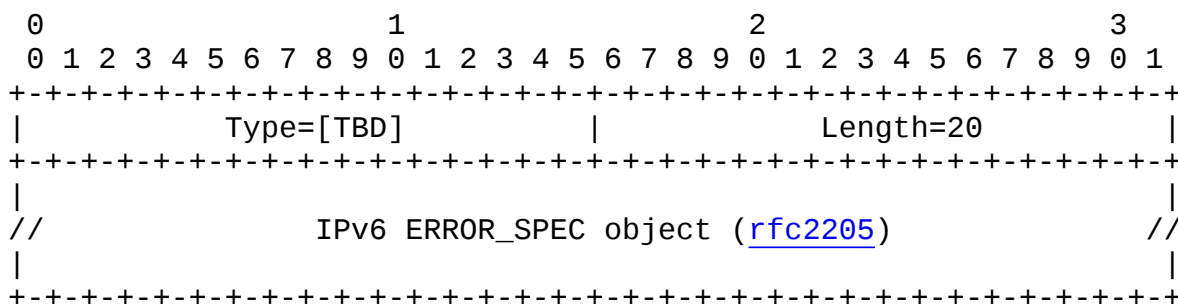 0                   1                   2                   3
 0 1 2 3 4 5 6 7 8 9 0 1 2 3 4 5 6 7 8 9 0 1 2 3 4 5 6 7 8 9 0 1
+-+-+-+-+-+-+-+-+-+-+-+-+-+-+-+-+-+-+-+-+-+-+-+-+-+-+-+-+-+-+-+-+
|           Type=[TBD]          |            Length=20          |
+-+-+-+-+-+-+-+-+-+-+-+-+-+-+-+-+-+-+-+-+-+-+-+-+-+-+-+-+-+-+-+-+
|                                                               |
//               IPv6 ERROR_SPEC object (rfc2205)              //
|                                                               |
+-+-+-+-+-+-+-+-+-+-+-+-+-+-+-+-+-+-+-+-+-+-+-+-+-+-+-+-+-+-+-+-+